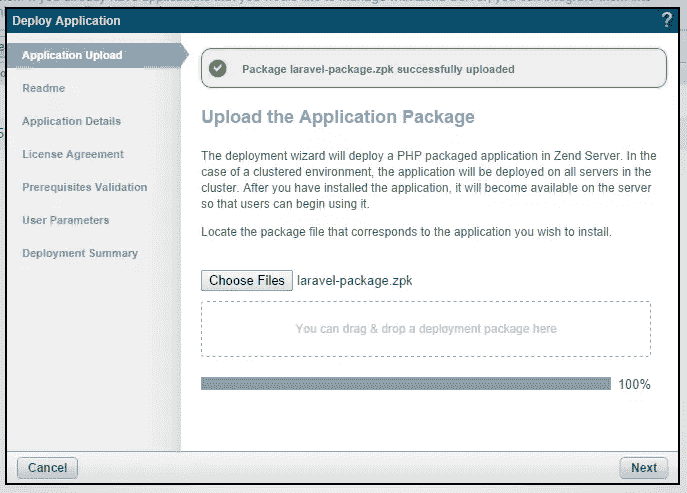 Deploy Application
?
Application Upload
Readme
Application Details
License Agreement
Prerequisites Validation
User Parameters
Deployment Summary
Package laravel-package.zpk successfully uploaded
Upload the Application Package
The deployment wizard will deploy a PHP packaged application in Zend Server. In the
case of a clustered environment, the application will be deployed on all servers in the
cluster. After you have installed the application, it will become available on the server
so that users can begin using it.
Locate the package file that corresponds to the application you wish to install.
Choose Files laravel-package.zpk
You can drag & drop a deployment package here
100%
Cancel
Next